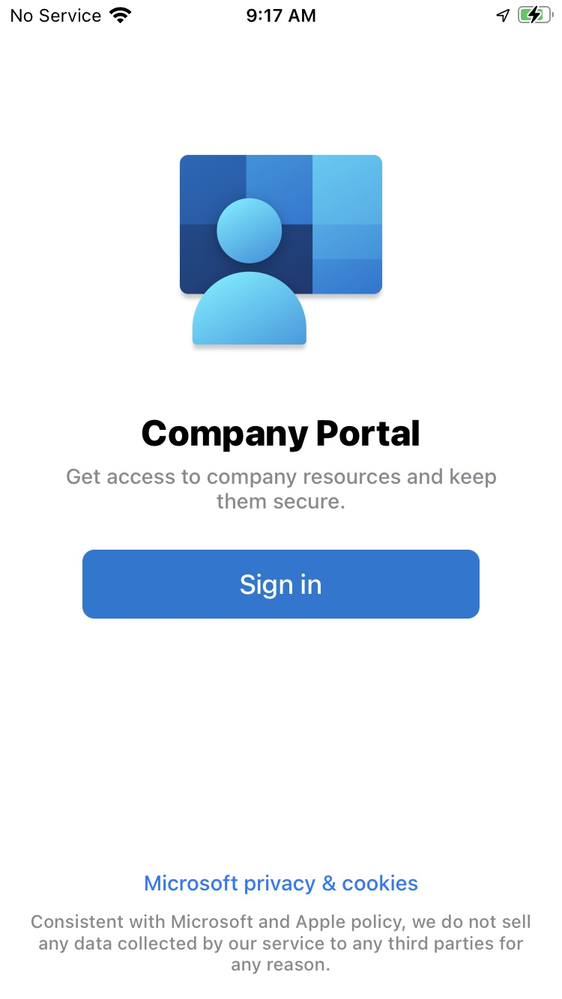 No Service 9:17 AM
Company Portal
Get access to company resources and keep
them secure.
Sign in
Microsoft privacy & cookies
Consistent with Microsoft and Apple policy, we do not sell
any data collected by our service to any third parties for
any reason.